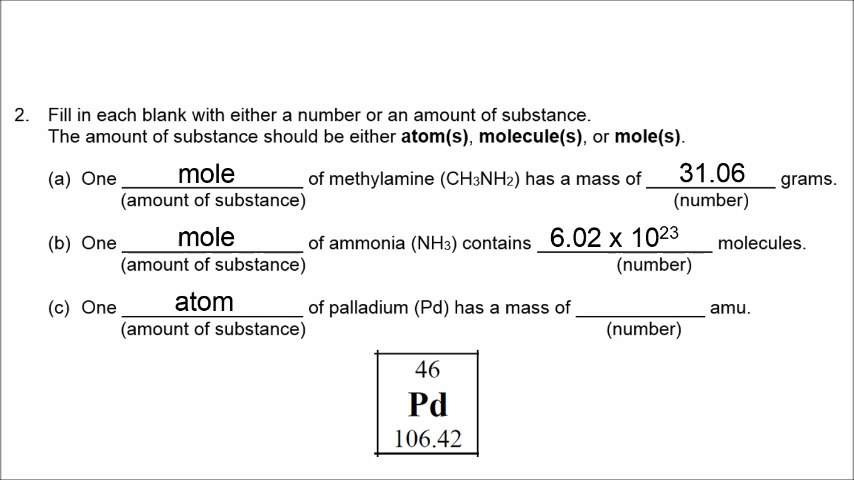 2. Fill in each blank with either a number or an amount of substance.
The amount of substance should be either atom(s), molecule(s), or mole(s).
(a) One mole of methylamine (CH₃NH₂) has a mass of 31.06 grams.
(amount of substance) (number)
(b) One mole of ammonia (NH₃) contains 6.02 x 10²³ molecules.
(amount of substance) (number)
(c) One atom of palladium (Pd) has a mass of ____________ amu.
(amount of substance) (number)
46
Pd
106.42